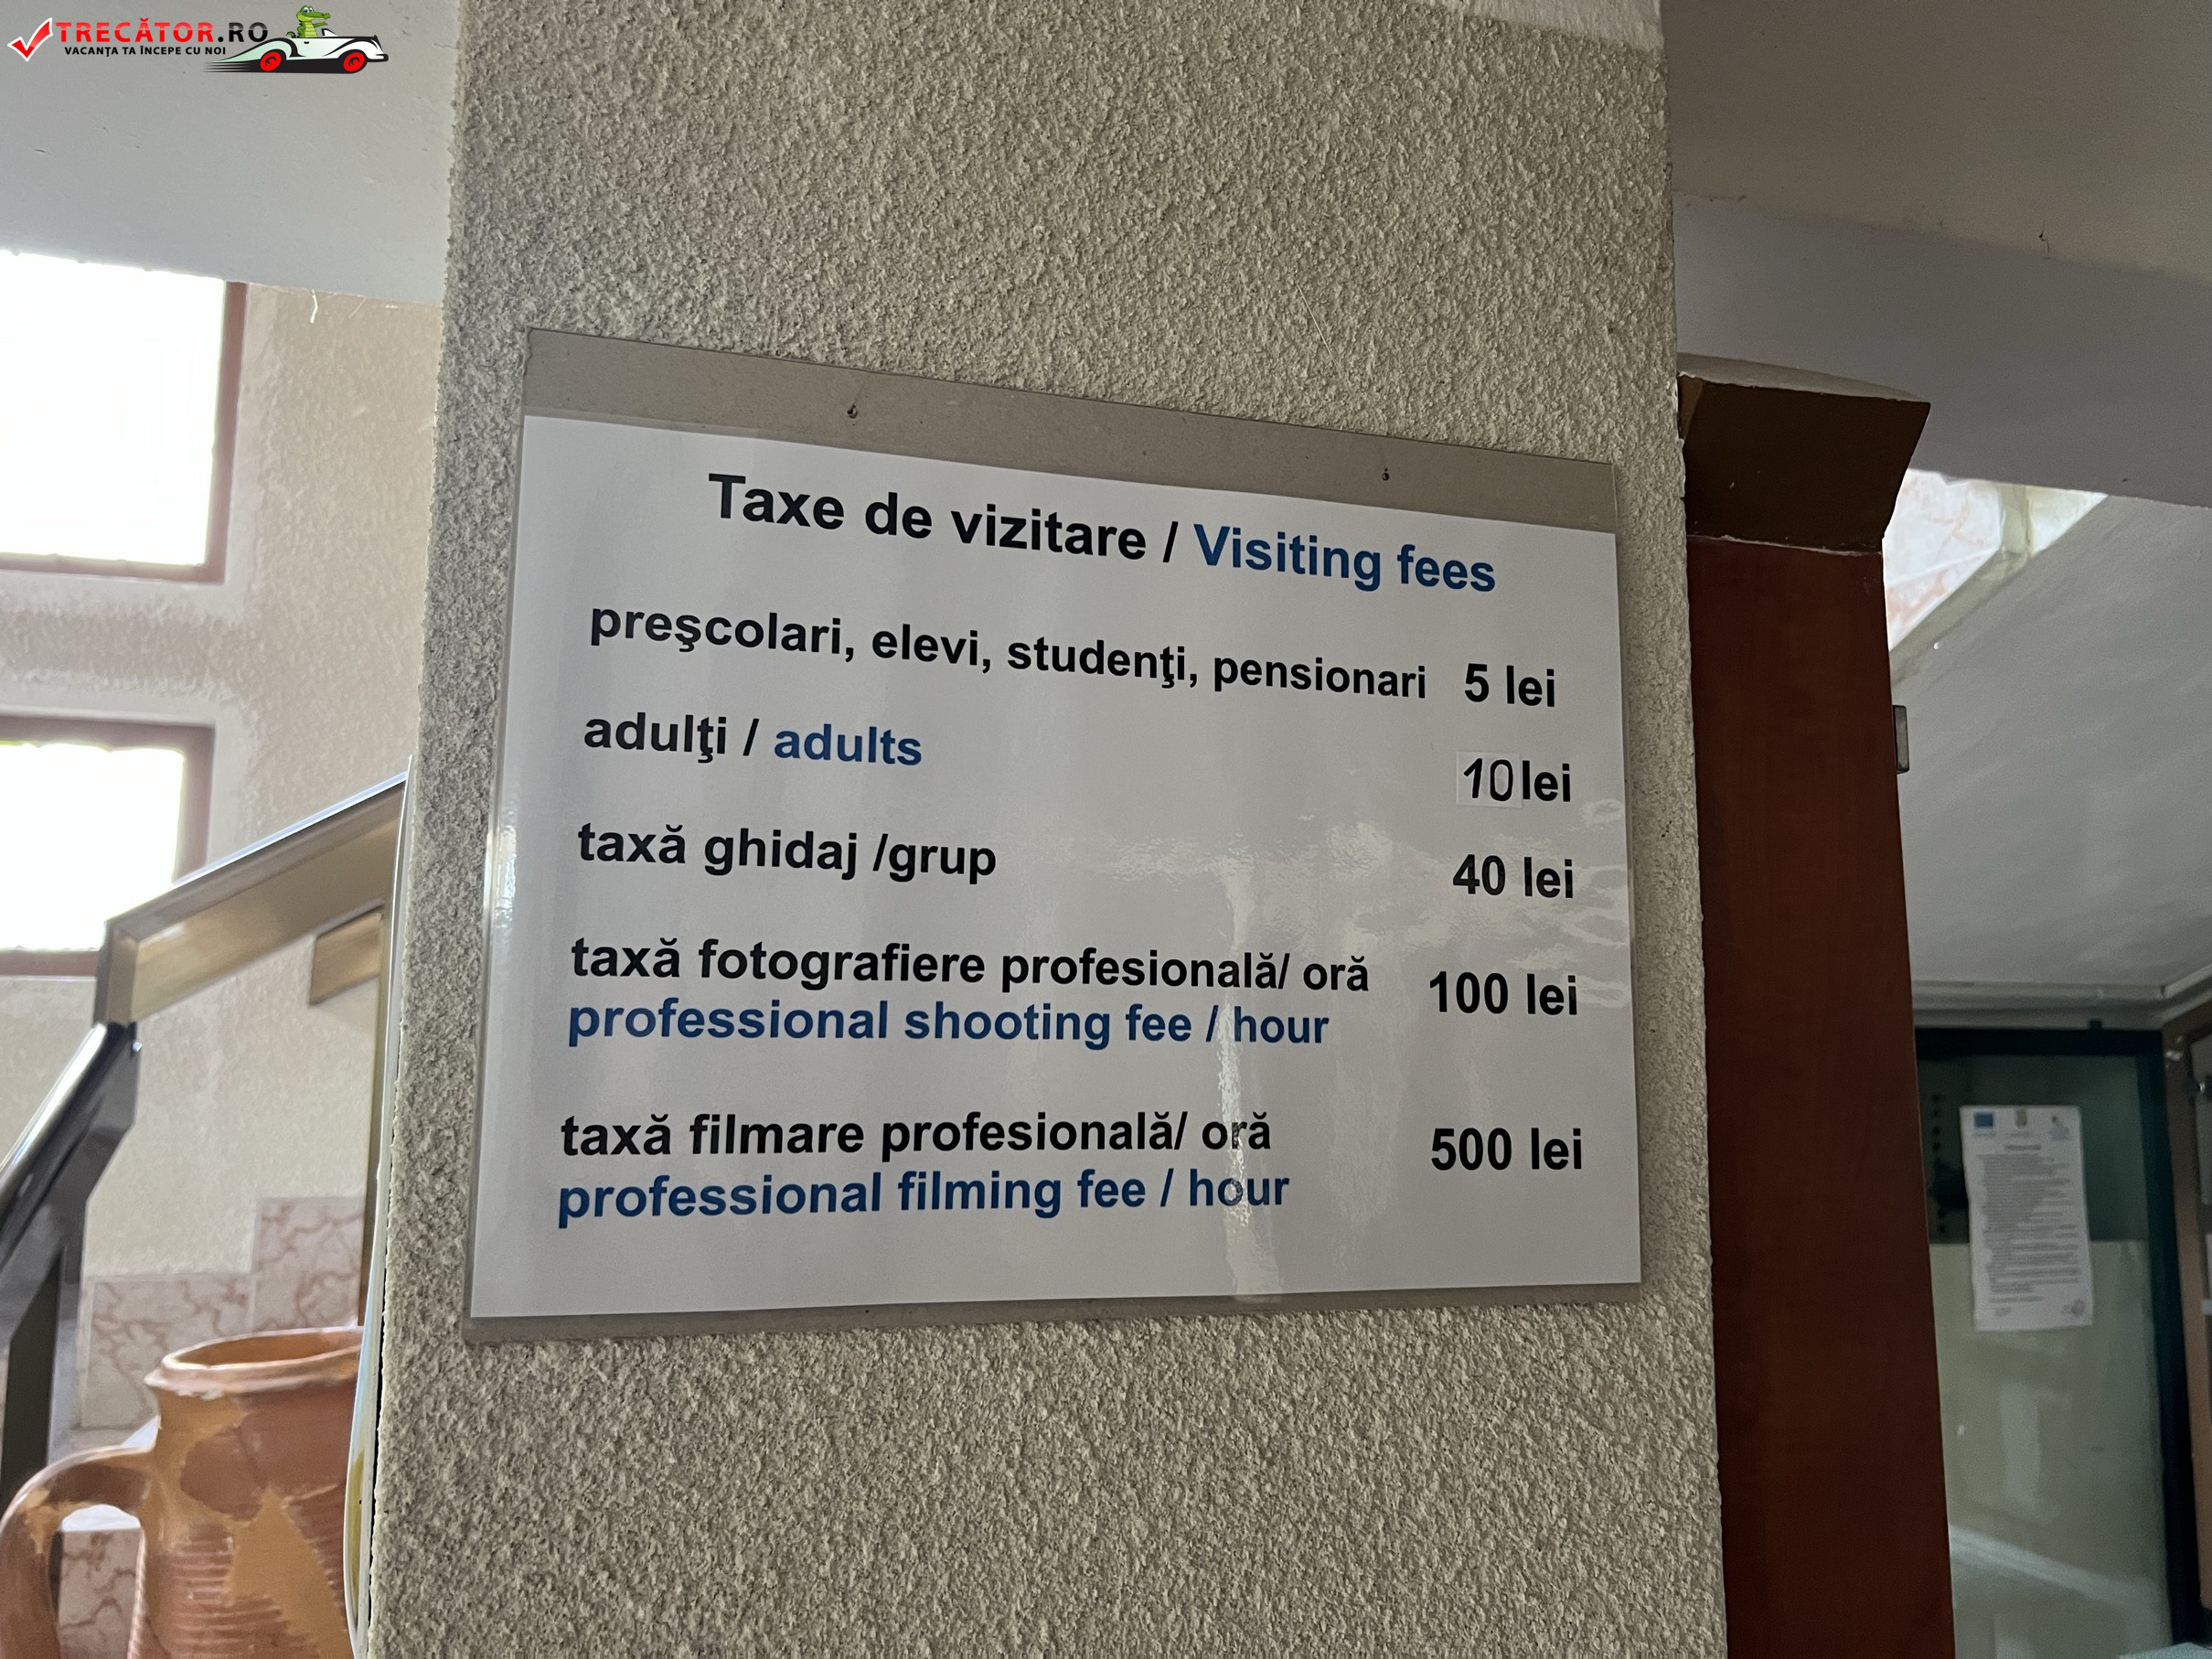 TRECĂTOR.RO
VACANȚA TA ÎNCEPE CU NOI
Taxe de vizitare / Visiting fees
preşcolari, elevi, studenţi, pensionari 5 lei
adulţi / adults 10 lei
taxă ghidaj /grup 40 lei
taxă fotografiere profesională/ oră 100 lei
professional shooting fee / hour
taxă filmare profesională/ oră 500 lei
professional filming fee / hour